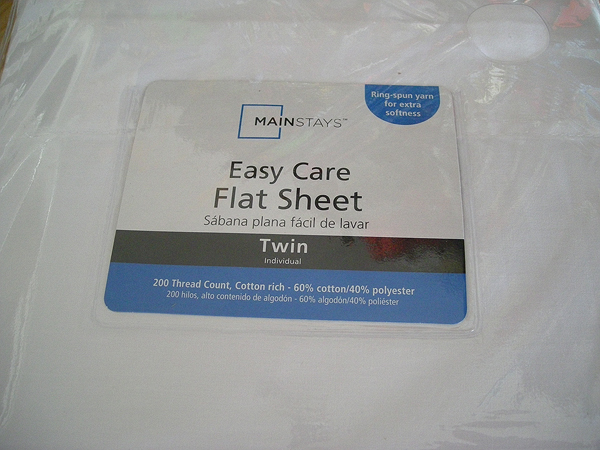 Ring-spun yarn
for extra
softness
MAINSTAYS™
Easy Care
Flat Sheet
Sábana plana fácil de lavar
Twin
Individual
200 Thread Count, Cotton rich - 60% cotton/40% polyester
200 hilos, alto contenido de algodón - 60% algodón/40% poliéster